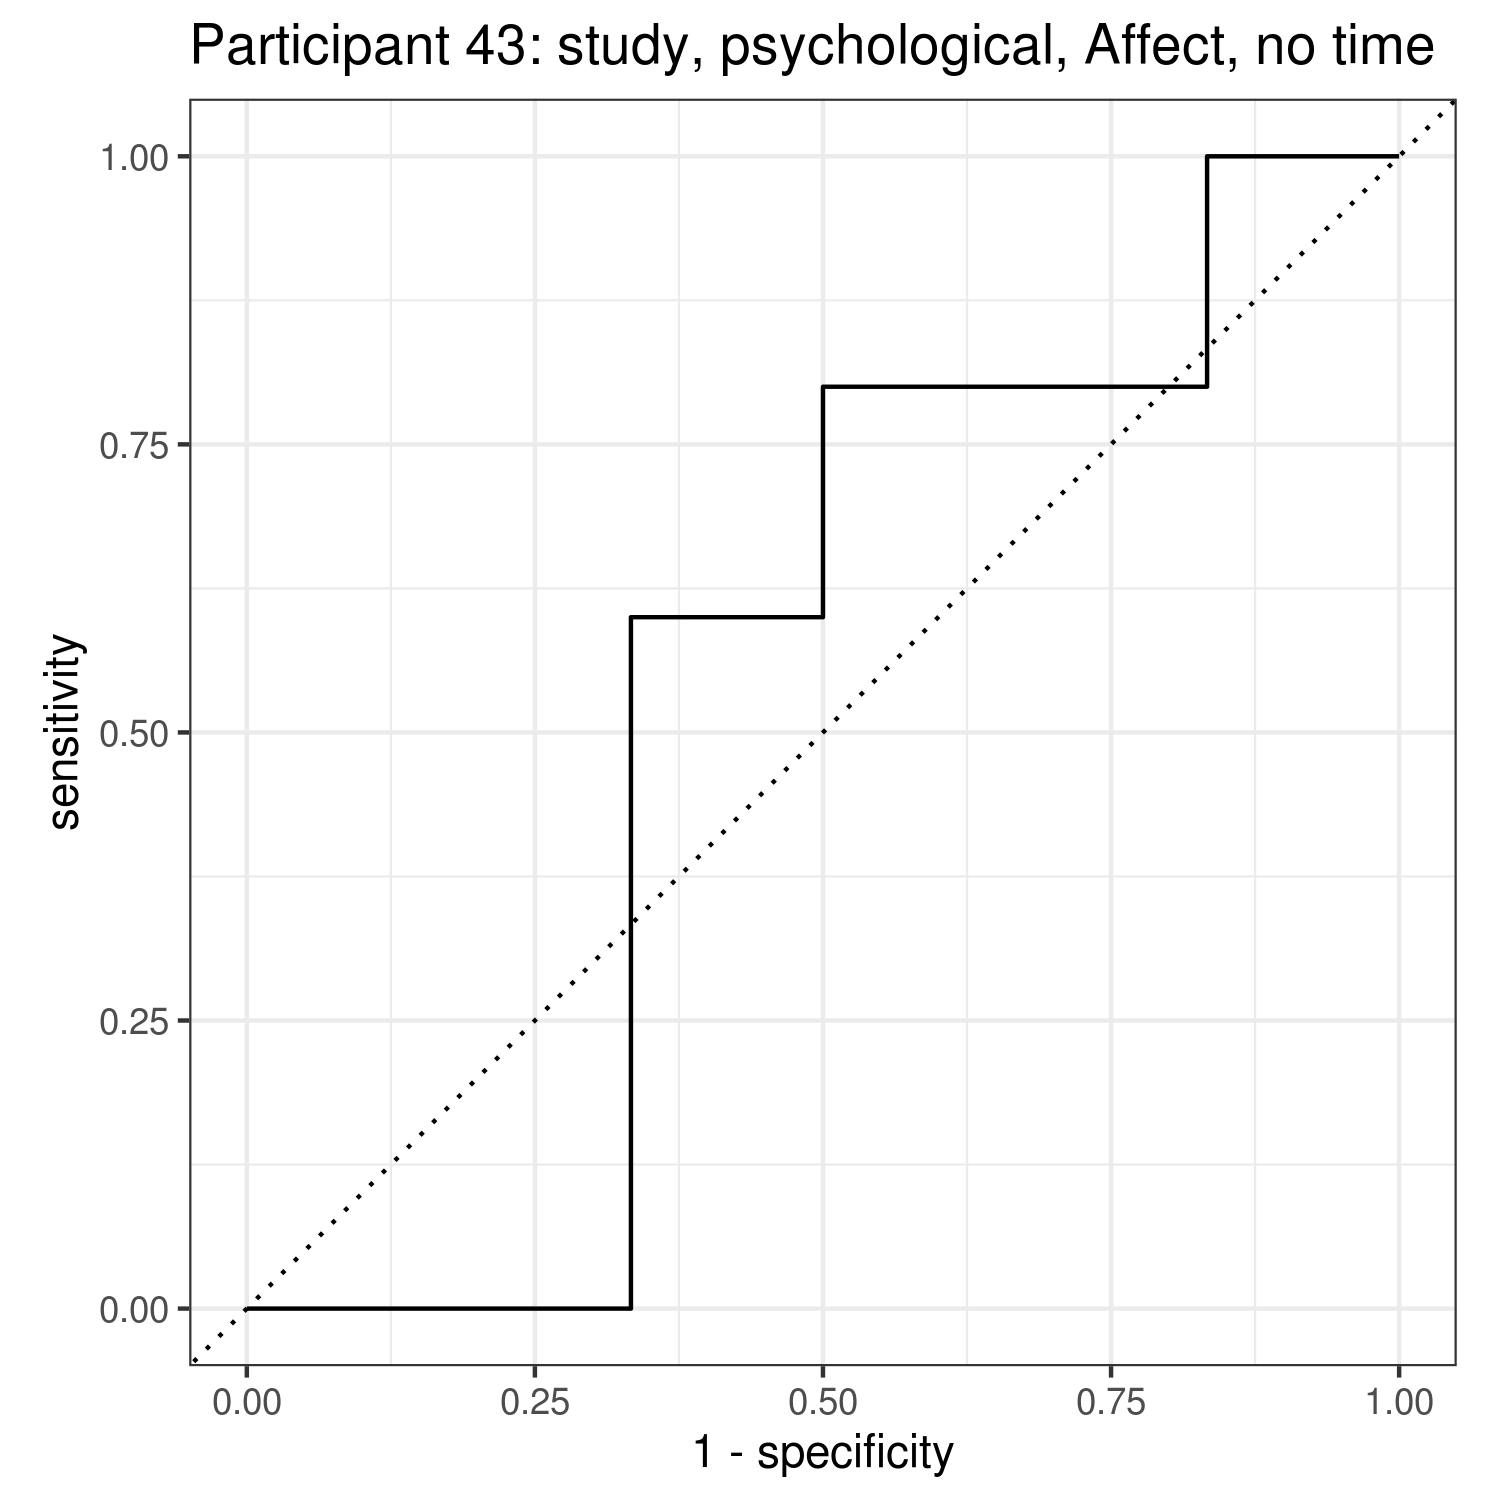 Participant 43: study, psychological, Affect, no time
1.00
0.75
0.50
0.25
0.00
sensitivity
0.00 0.25 0.50 0.75 1.00
1 - specificity